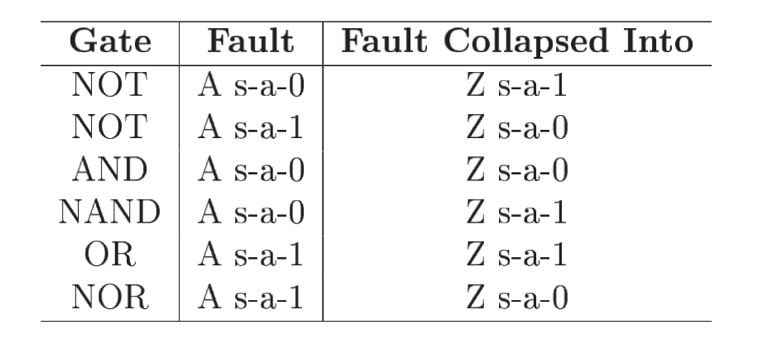 Gate Fault Fault Collapsed Into
NOT A s-a-0 Z s-a-1
NOT A s-a-1 Z s-a-0
AND A s-a-0 Z s-a-0
NAND A s-a-0 Z s-a-1
OR A s-a-1 Z s-a-1
NOR A s-a-1 Z s-a-0